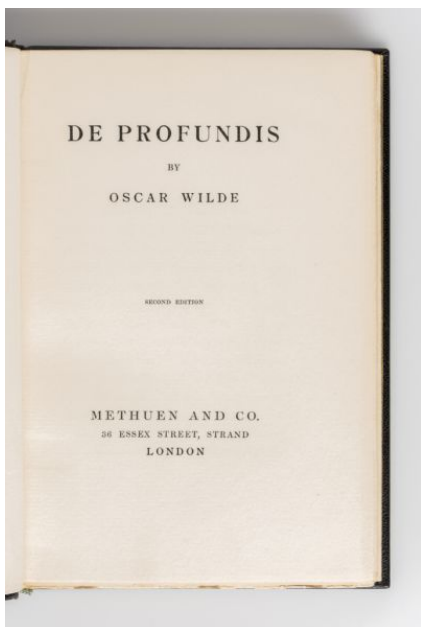 DE PROFUNDIS
BY
OSCAR WILDE
SECOND EDITION
METHUEN AND CO.
36 ESSEX STREET, STRAND
LONDON